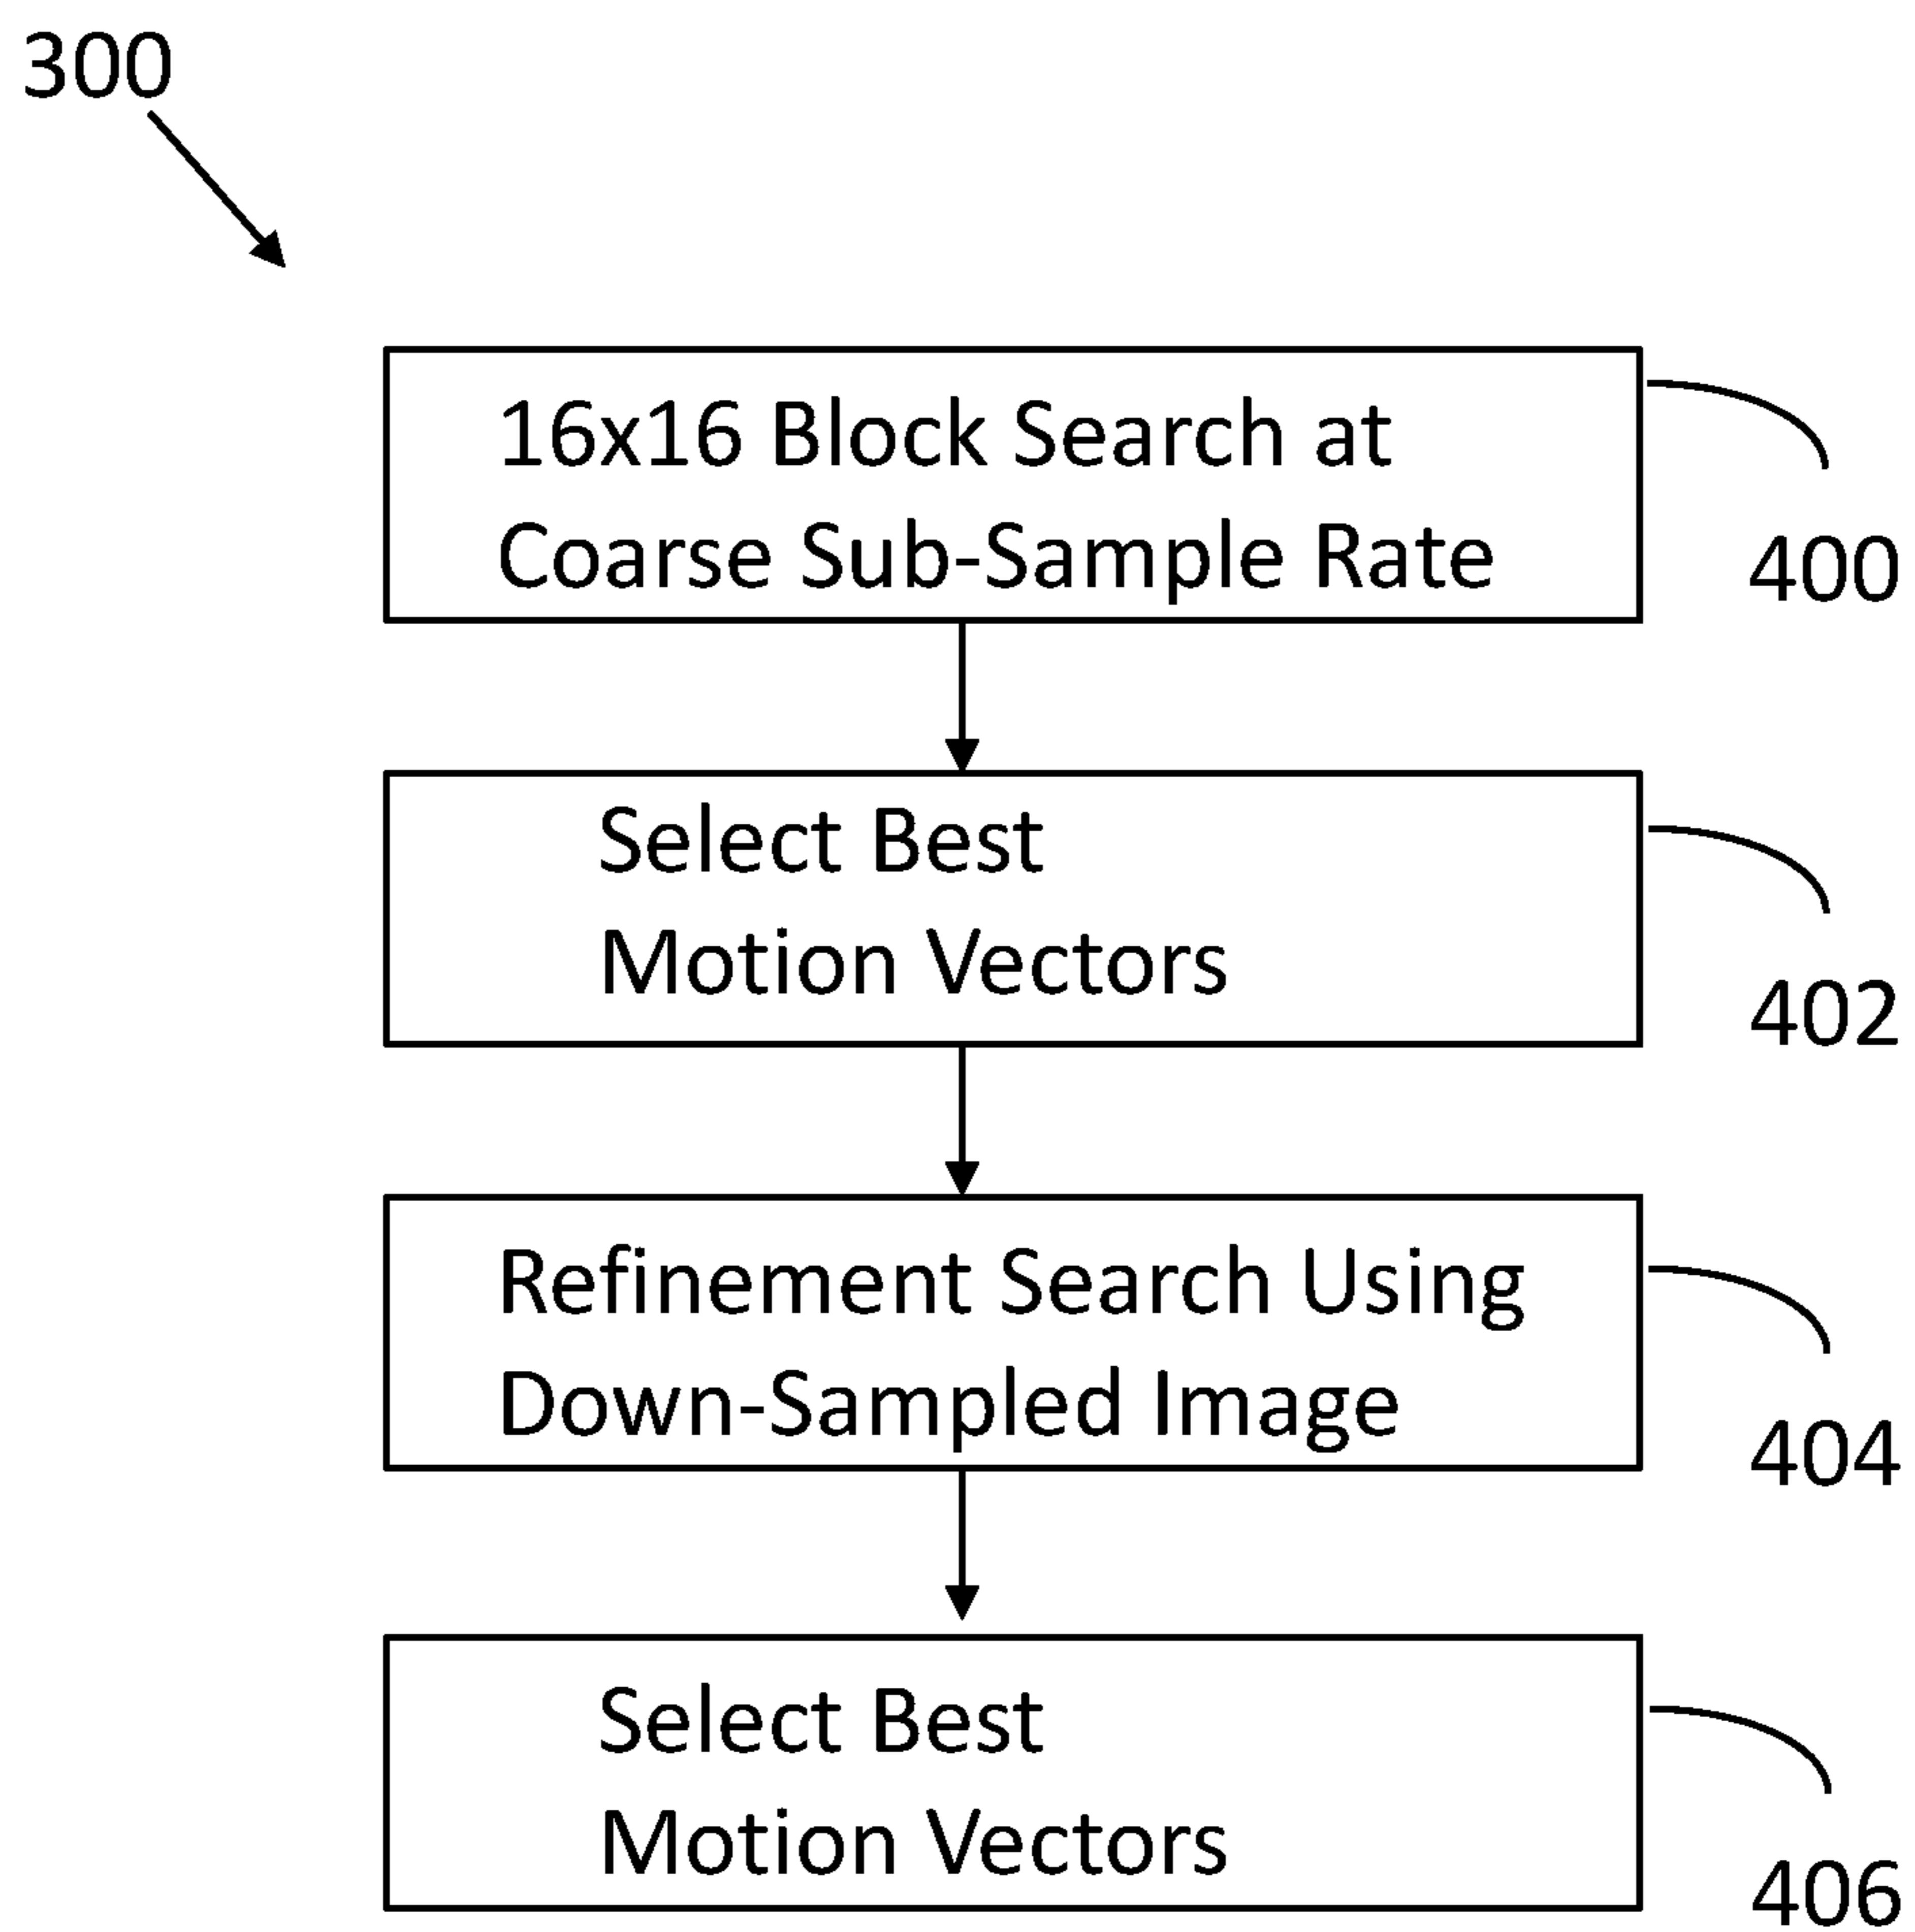 300
16x16 Block Search at
Coarse Sub-Sample Rate
400
Select Best
Motion Vectors
402
Refinement Search Using
Down-Sampled Image
404
Select Best
Motion Vectors
406